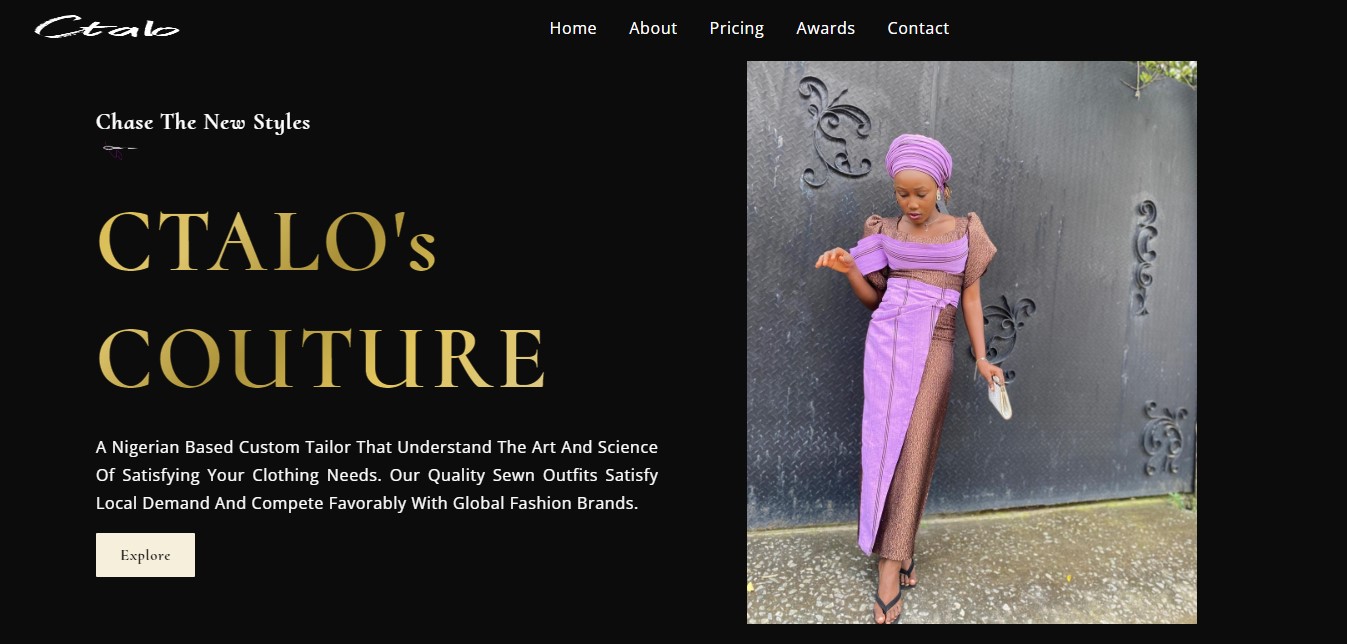 Ctalo
Home About Pricing Awards Contact
Chase The New Styles
CTALO's
COUTURE
A Nigerian Based Custom Tailor That Understand The Art And Science
Of Satisfying Your Clothing Needs. Our Quality Sewn Outfits Satisfy
Local Demand And Compete Favorably With Global Fashion Brands.
Explore